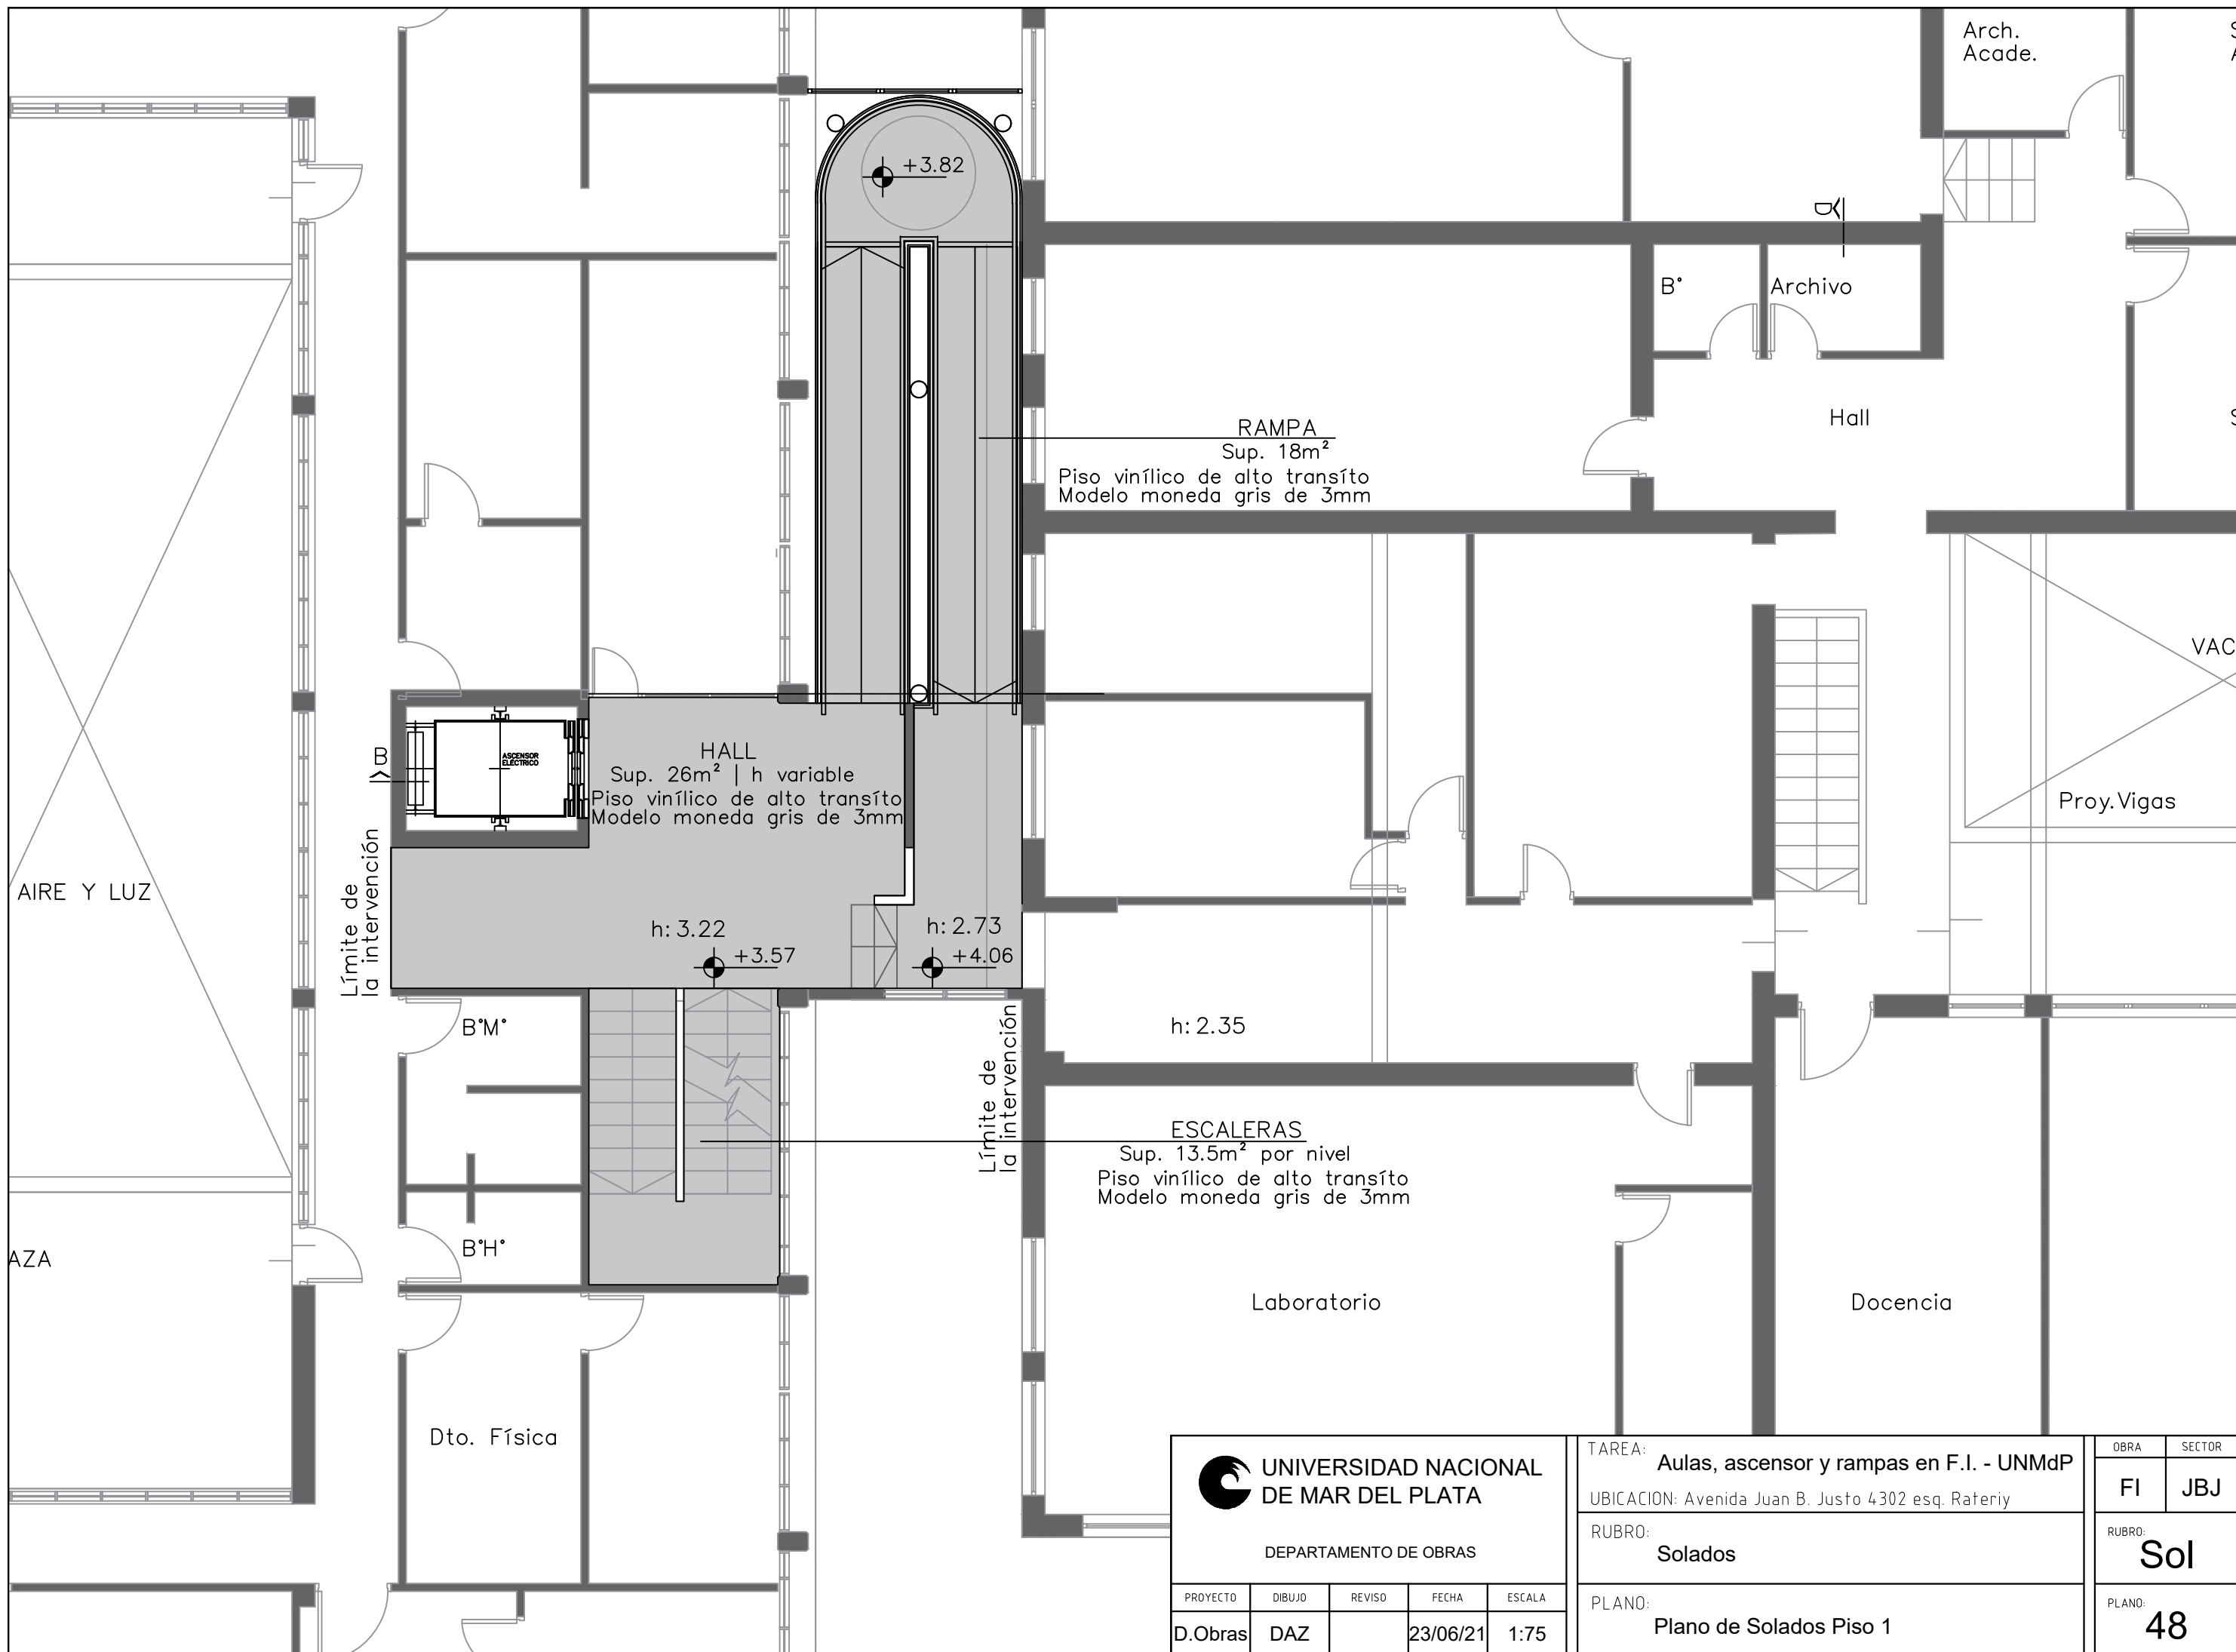 Arch.
Acade.
+3.82
D
B°
Archivo
Hall
RAMPA
Sup. 18m²
Piso vinílico de alto transíto
Modelo moneda gris de 3mm
VAC
Proy.Vigas
B
ASCENSOR
ELÉCTRICO
HALL
Sup. 26m² | h variable
Piso vinílico de alto transíto
Modelo moneda gris de 3mm
AIRE Y LUZ
Límite de
la intervención
h: 3.22
+3.57
h: 2.73
+4.06
B°M°
h: 2.35
Límite de
la intervención
ESCALERAS
Sup. 13.5m² por nivel
Piso vinílico de alto transíto
Modelo moneda gris de 3mm
B°H°
AZA
Laboratorio
Docencia
Dto. Física
UNIVERSIDAD NACIONAL
DE MAR DEL PLATA
DEPARTAMENTO DE OBRAS
PROYECTO DIBUJO REVISO FECHA ESCALA
D.Obras DAZ 23/06/21 1:75
TAREA: Aulas, ascensor y rampas en F.I. - UNMdP
UBICACION: Avenida Juan B. Justo 4302 esq. Rateriy
RUBRO:
Solados
PLANO:
Plano de Solados Piso 1
OBRA SECTOR
FI JBJ
RUBRO:
Sol
PLANO:
48